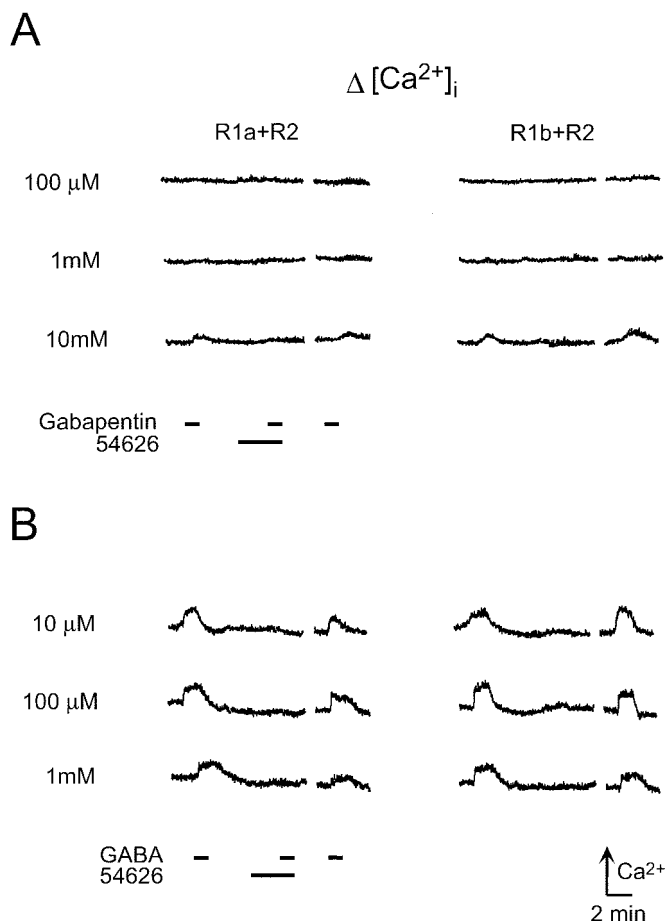 A
Δ [Ca²⁺]ᵢ
R1a+R2 R1b+R2
100 μM
1mM
10mM
Gabapentin
54626
B
10 μM
100 μM
1mM
GABA
54626
Ca²⁺
2 min